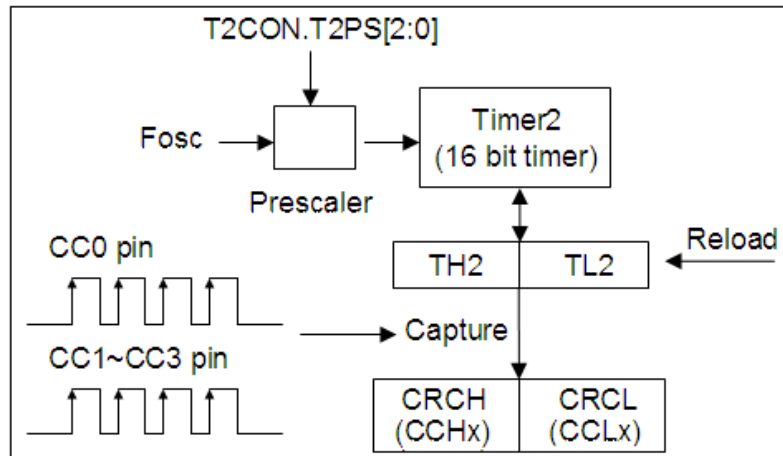 T2CON.T2PS[2:0]
Fosc
Prescaler
Timer2
(16 bit timer)
CC0 pin
TH2
TL2
Reload
Capture
CC1~CC3 pin
CRCH
(CCHx)
CRCL
(CCLx)